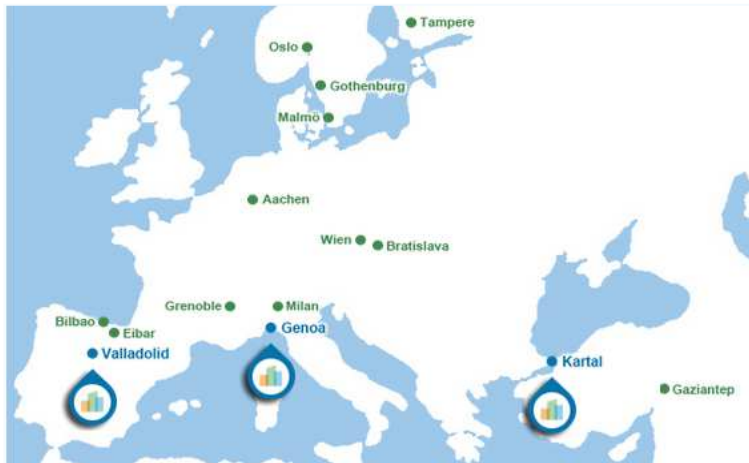 Tampere
Oslo
Gothenburg
Malmö
Aachen
Wien
Bratislava
Grenoble
Milan
Bilbao
Genoa
Eibar
Valladolid
Kartal
Gaziantep